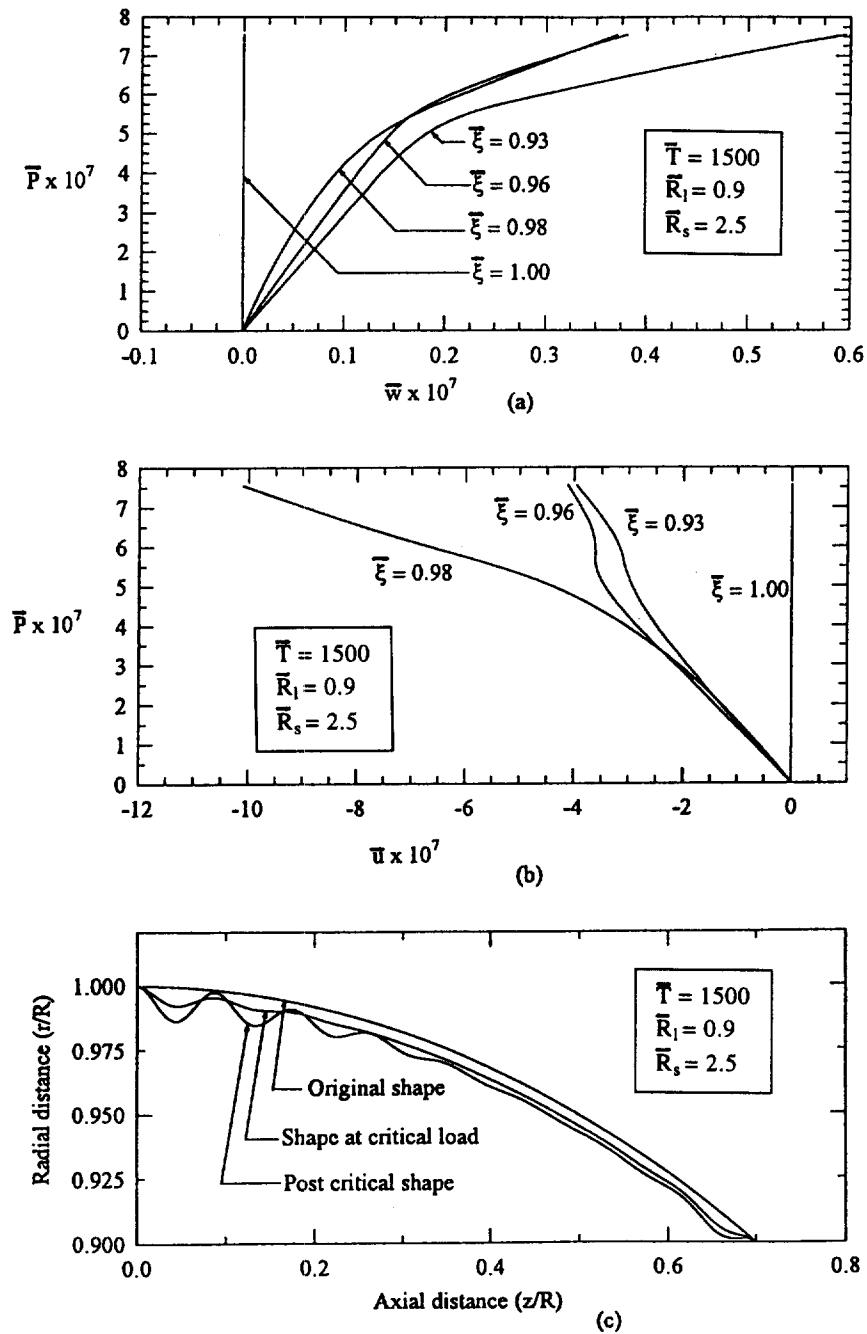 8
7
6
5
4
3
2
1
0
P̅ x 10⁷
ξ̅ = 0.93
ξ̅ = 0.96
ξ̅ = 0.98
ξ̅ = 1.00
T̅ = 1500
R̅ₗ = 0.9
R̅ₛ = 2.5
-0.1 0.0 0.1 0.2 0.3 0.4 0.5 0.6
w̅ x 10⁷
(a)
8
7
6
5
4
3
2
1
0
P̅ x 10⁷
ξ̅ = 0.96
ξ̅ = 0.93
ξ̅ = 0.98
ξ̅ = 1.00
T̅ = 1500
R̅ₗ = 0.9
R̅ₛ = 2.5
-12 -10 -8 -6 -4 -2 0
u̅ x 10⁷
(b)
1.000
0.975
0.950
0.925
0.900
Radial distance (r/R)
T̅ = 1500
R̅ₗ = 0.9
R̅ₛ = 2.5
Original shape
Shape at critical load
Post critical shape
0.0 0.2 0.4 0.6 0.8
Axial distance (z/R)
(c)